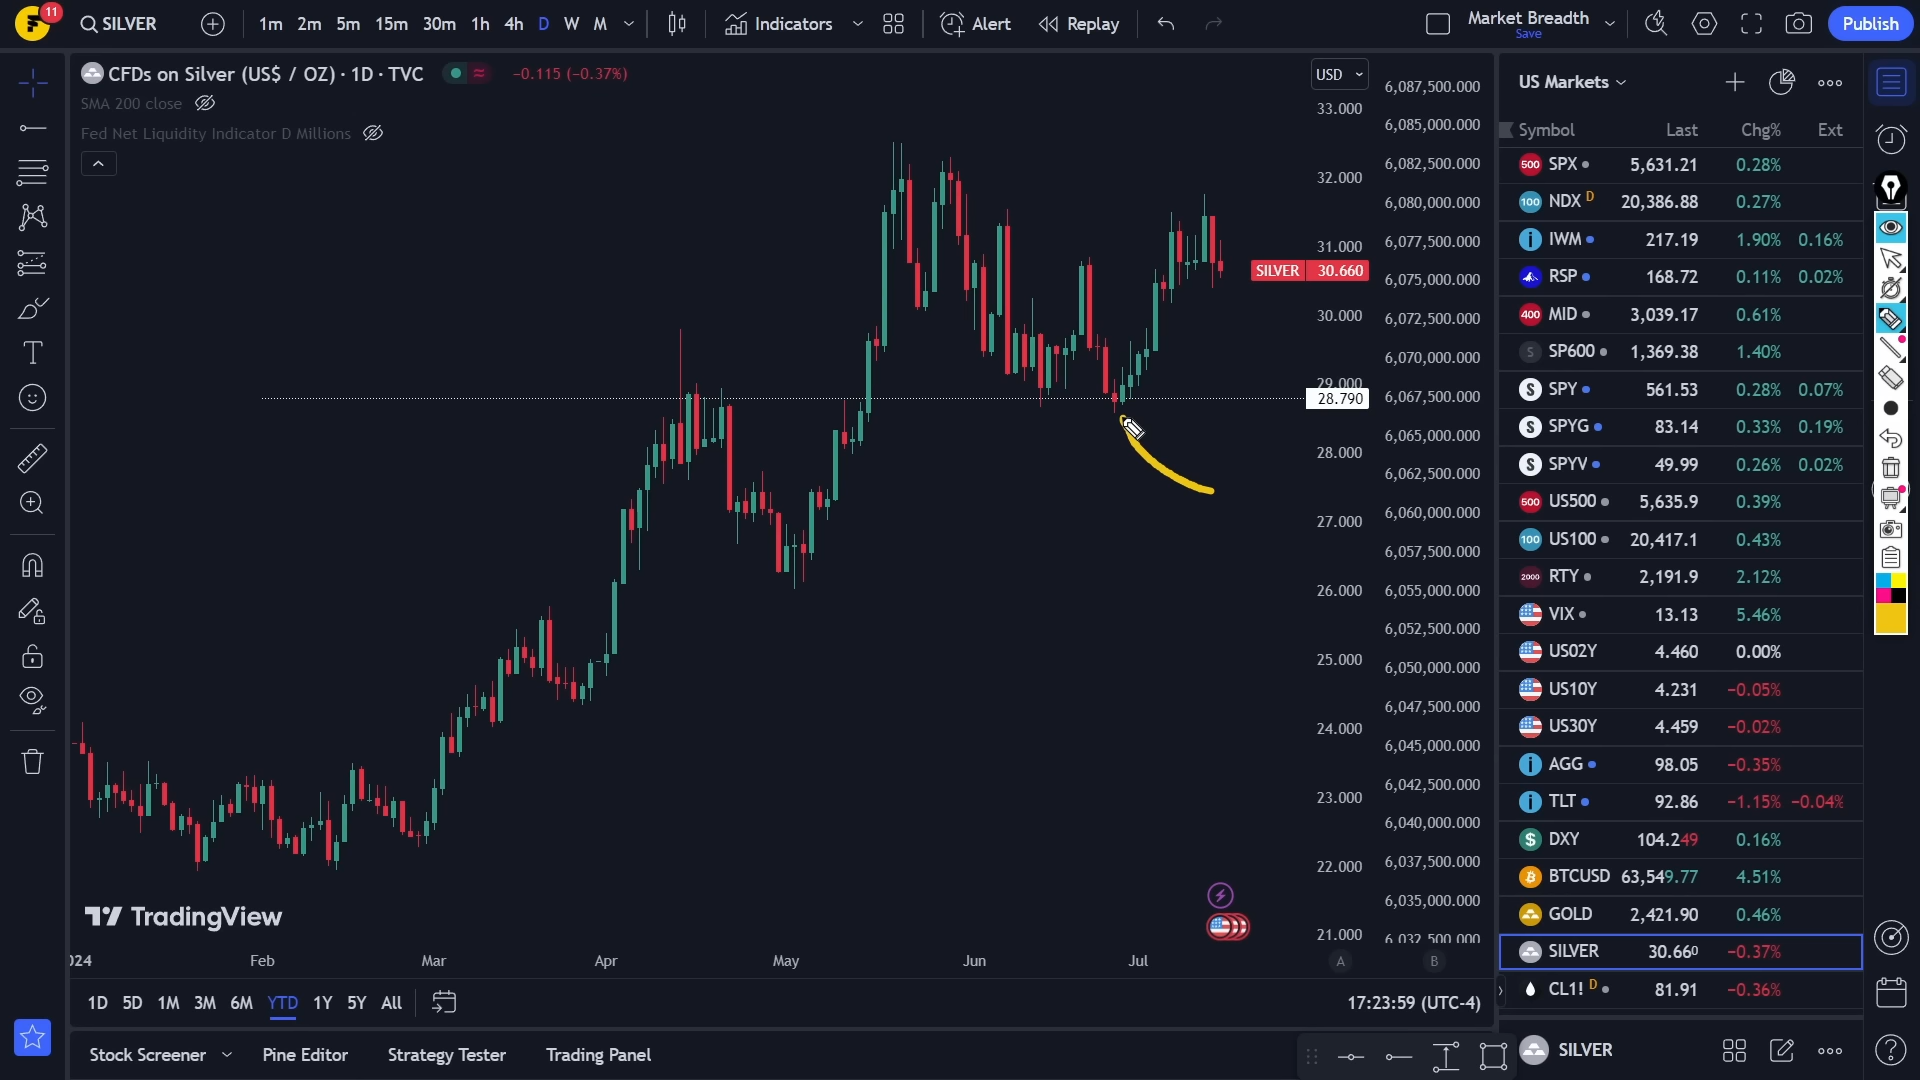 11
SILVER
1m 2m 5m 15m 30m 1h 4h D W M
Indicators
Alert
Replay
Market Breadth
Save
Publish
CFDs on Silver (US$ / OZ) · 1D · TVC
−0.115 (−0.37%)
SMA 200 close
Fed Net Liquidity Indicator D Millions
USD
33.000
32.000
31.000
SILVER 30.660
30.000
29.000
28.790
28.000
27.000
26.000
25.000
24.000
23.000
22.000
21.000
6,087,500.000
6,085,000.000
6,082,500.000
6,080,000.000
6,077,500.000
6,075,000.000
6,072,500.000
6,070,000.000
6,067,500.000
6,065,000.000
6,062,500.000
6,060,000.000
6,057,500.000
6,055,000.000
6,052,500.000
6,050,000.000
6,047,500.000
6,045,000.000
6,042,500.000
6,040,000.000
6,037,500.000
6,035,000.000
6,032,500.000
TradingView
024 Feb Mar Apr May Jun Jul
A B
1D 5D 1M 3M 6M YTD 1Y 5Y All
17:23:59 (UTC-4)
Stock Screener
Pine Editor
Strategy Tester
Trading Panel
US Markets
Symbol Last Chg% Ext
500 SPX 5,631.21 0.28%
100 NDX D 20,386.88 0.27%
IWM 217.19 1.90% 0.16%
RSP 168.72 0.11% 0.02%
400 MID 3,039.17 0.61%
S SP600 1,369.38 1.40%
S SPY 561.53 0.28% 0.07%
S SPYG 83.14 0.33% 0.19%
S SPYV 49.99 0.26% 0.02%
500 US500 5,635.9 0.39%
100 US100 20,417.1 0.43%
2000 RTY 2,191.9 2.12%
VIX 13.13 5.46%
US02Y 4.460 0.00%
US10Y 4.231 −0.05%
US30Y 4.459 −0.02%
AGG 98.05 −0.35%
TLT 92.86 −1.15% −0.04%
DXY 104.249 0.16%
BTCUSD 63,549.77 4.51%
GOLD 2,421.90 0.46%
SILVER 30.660 −0.37%
CL1! D 81.91 −0.36%
SILVER